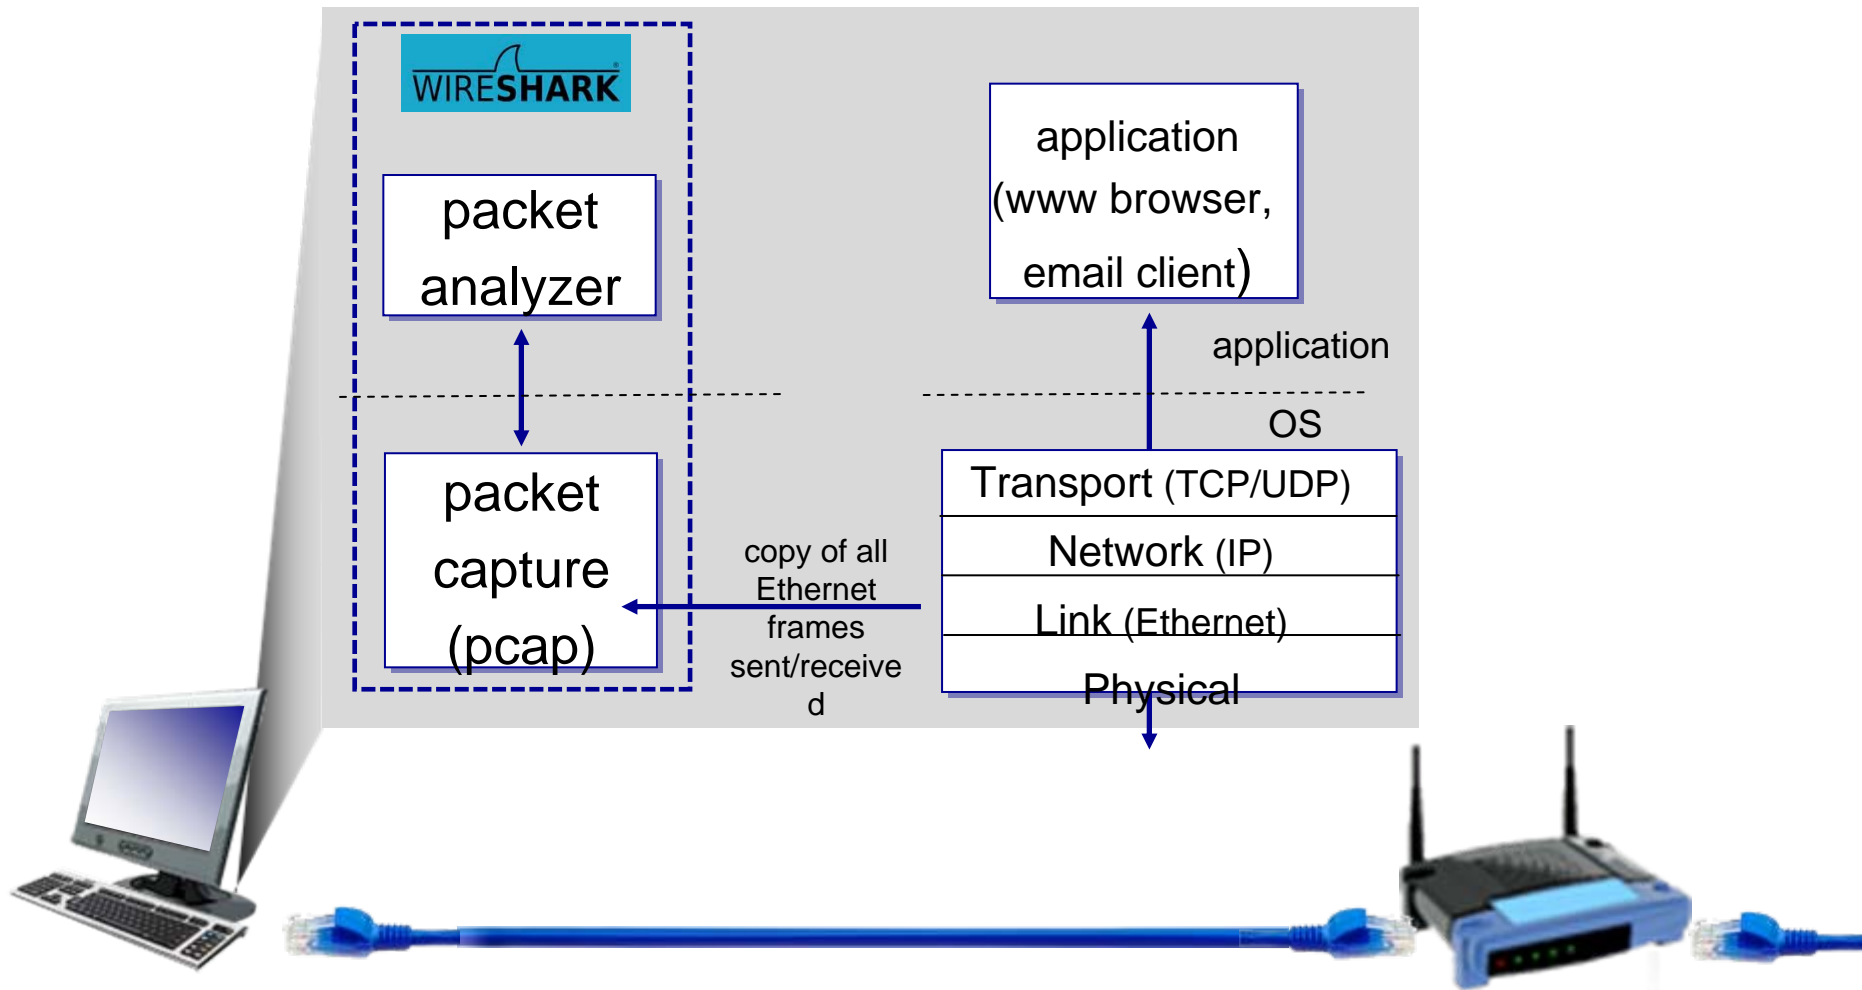 WIRESHARK
packet
analyzer
packet
capture
(pcap)
copy of all
Ethernet
frames
sent/receive
d
application
(www browser,
email client)
application
OS
Transport (TCP/UDP)
Network (IP)
Link (Ethernet)
Physical